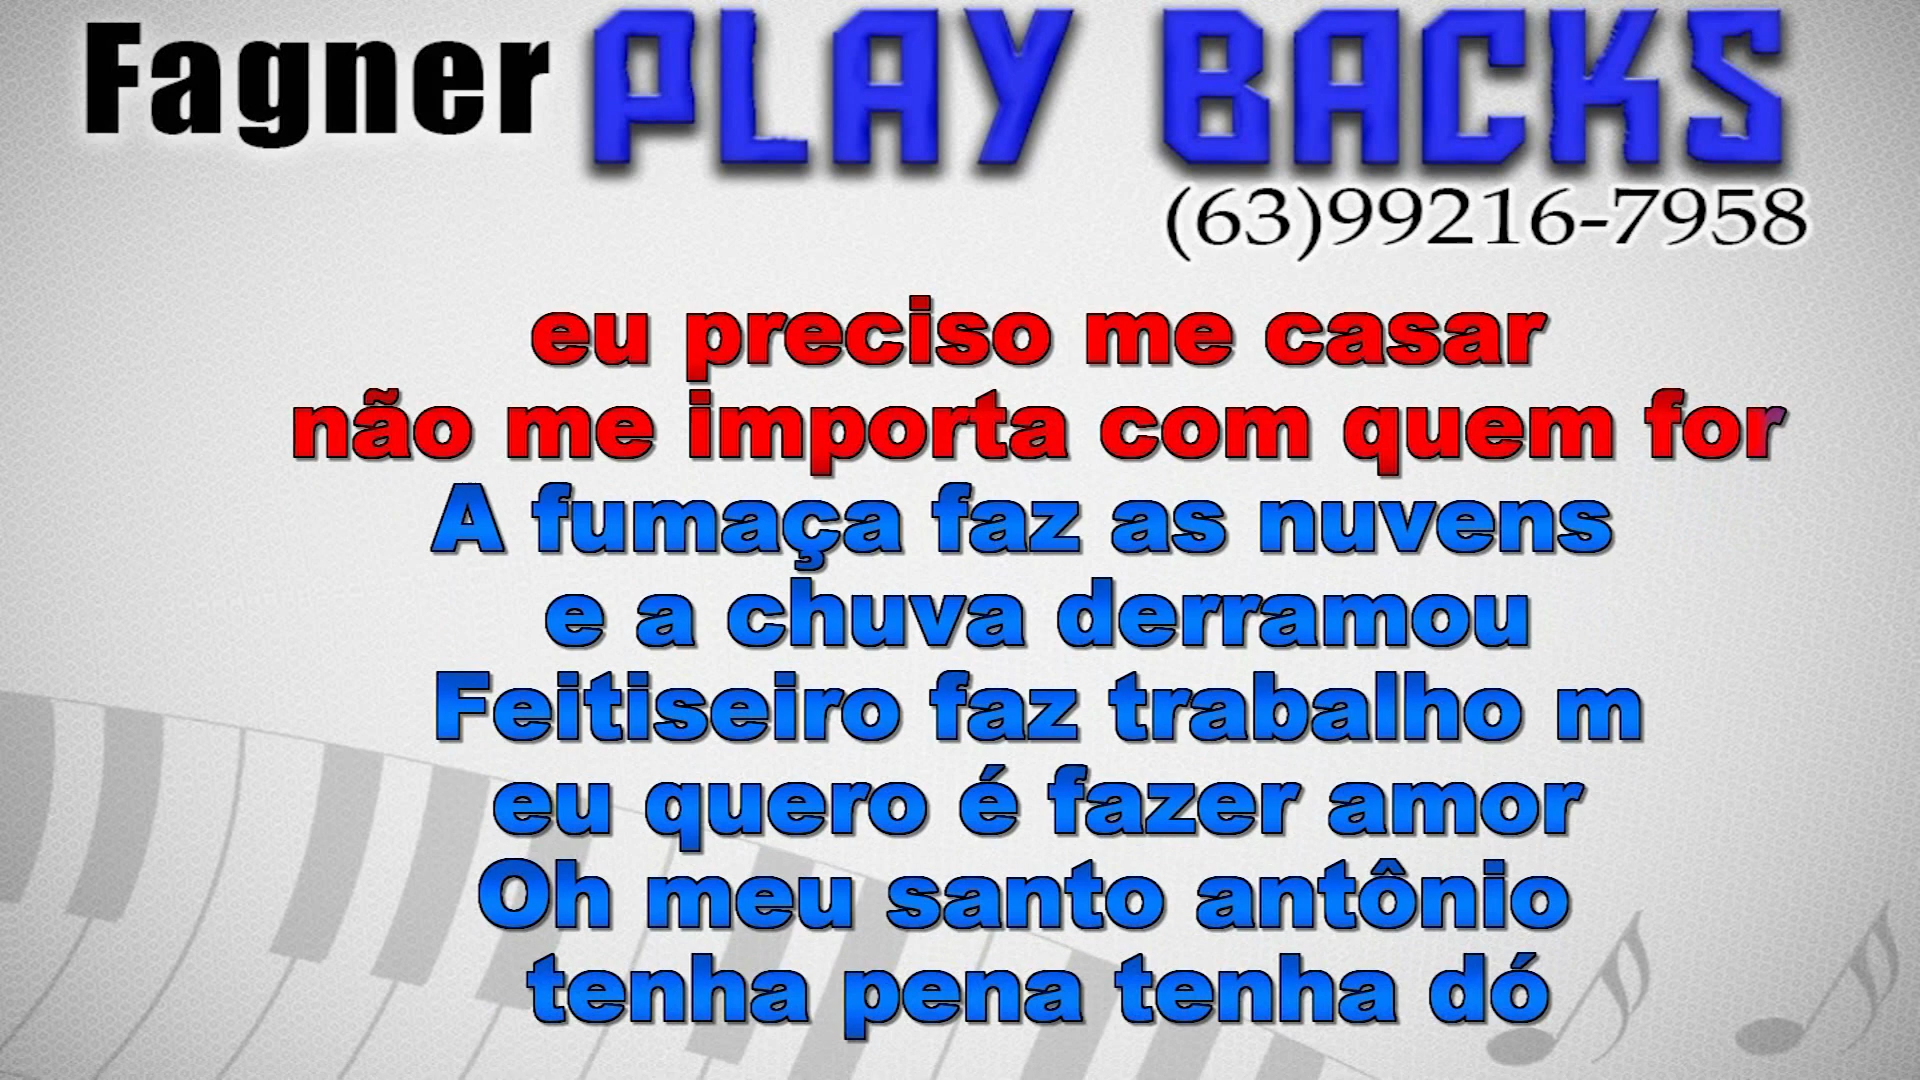 Fagner PLAY BACKS
(63)99216-7958
eu preciso me casar
não me importa com quem for
A fumaça faz as nuvens
e a chuva derramou
Feitiseiro faz trabalho m
eu quero é fazer amor
Oh meu santo antônio
tenha pena tenha dó